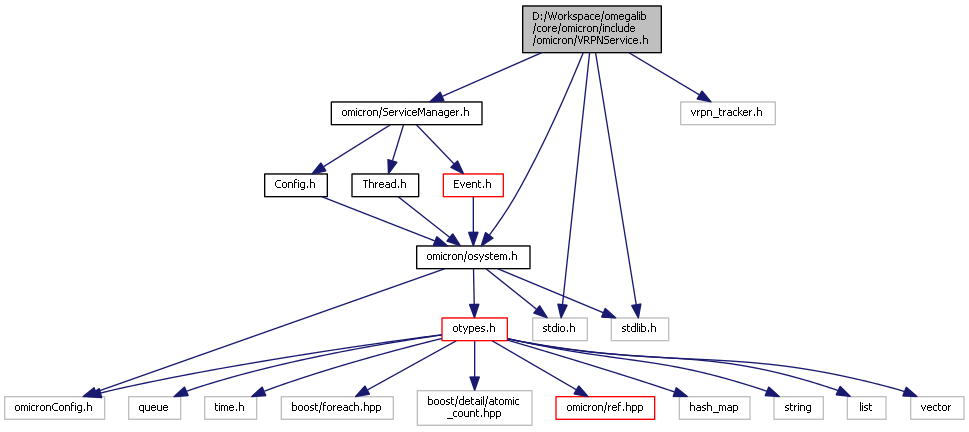 D:/Workspace/omegalib
/core/omicron/include
/omicron/VRPNService.h
omicron/ServiceManager.h
vrpn_tracker.h
Config.h
Thread.h
Event.h
omicron/osystem.h
otypes.h
stdio.h
stdlib.h
omicronConfig.h
queue
time.h
boost/foreach.hpp
boost/detail/atomic
_count.hpp
omicron/ref.hpp
hash_map
string
list
vector